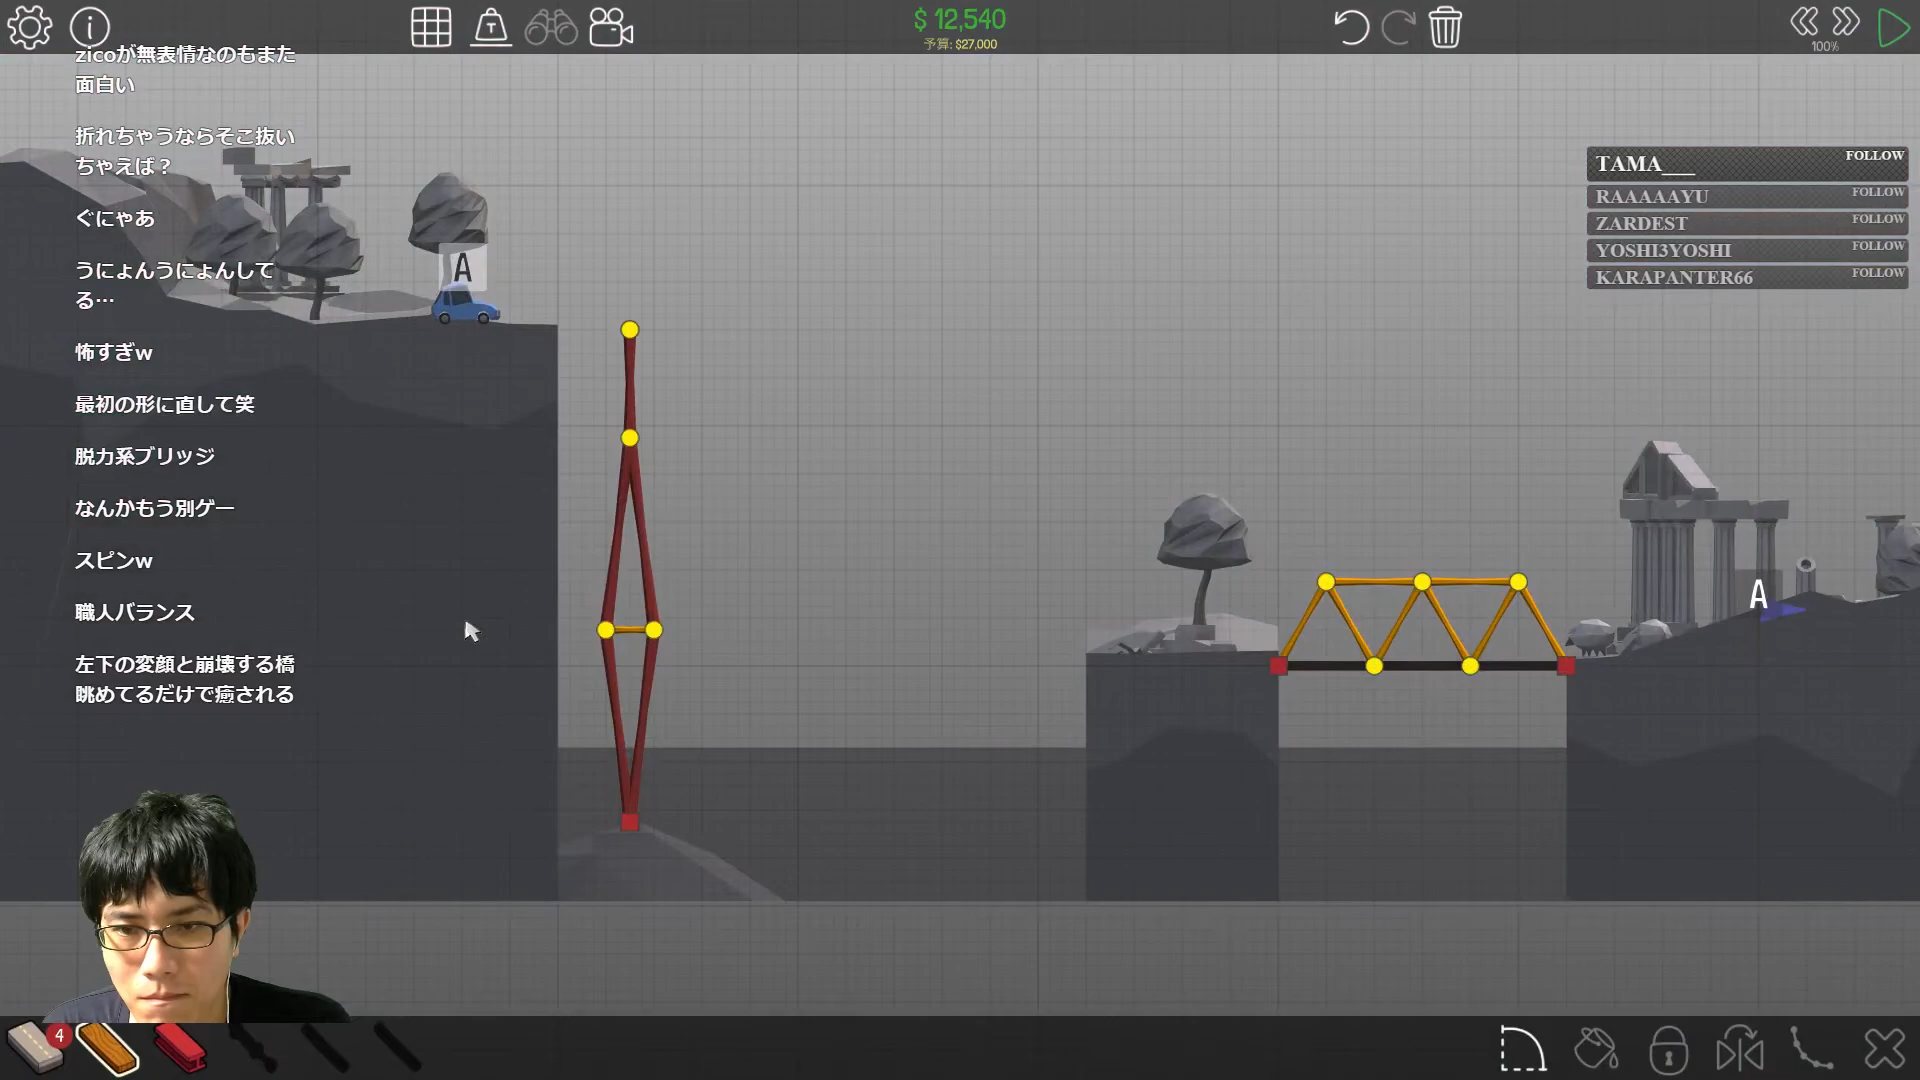 $ 12,540
予算: $27,000
100%
zicoが無表情なのもまた
面白い
折れちゃうならそこ抜い
ちゃえば？
ぐにゃあ
うにょんうにょんして
る…
怖すぎw
最初の形に直して笑
脱力系ブリッジ
なんかもう別ゲー
スピンw
職人バランス
左下の変顔と崩壊する橋
眺めてるだけで癒される
A
TAMA___ FOLLOW
RAAAAAYU FOLLOW
ZARDEST FOLLOW
YOSHI3YOSHI FOLLOW
KARAPANTER66 FOLLOW
A
4